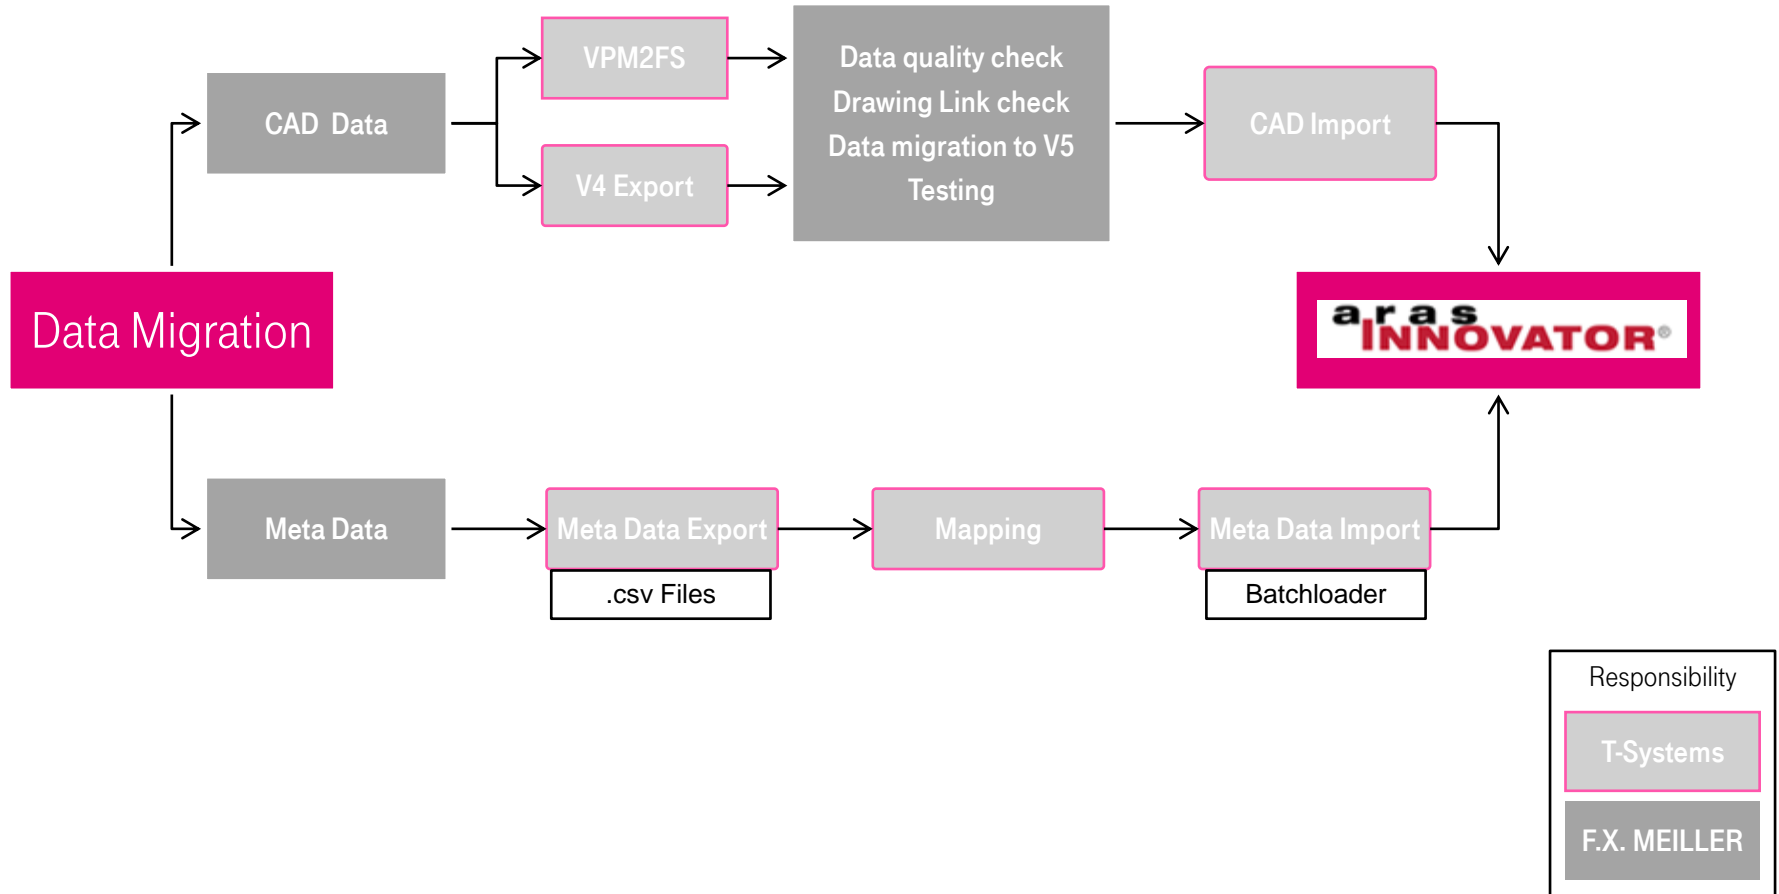 VPM2FS
CAD Data
V4 Export
Data quality check
Drawing Link check
Data migration to V5
Testing
CAD Import
Data Migration
aras
INNOVATOR®
Meta Data
Meta Data Export
.csv Files
Mapping
Meta Data Import
Batchloader
Responsibility
T-Systems
F.X. MEILLER